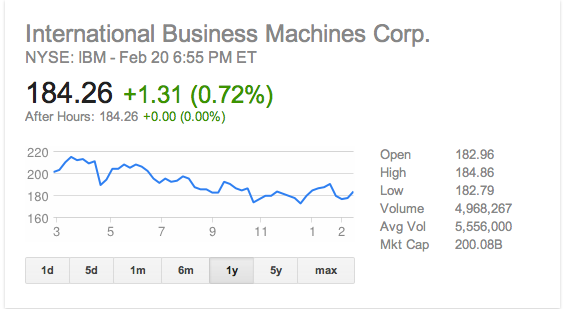 International Business Machines Corp.
NYSE: IBM - Feb 20 6:55 PM ET
184.26 +1.31 (0.72%)
After Hours: 184.26 +0.00 (0.00%)
220
200
180
160
3 5 7 9 11 1 2
1d 5d 1m 6m 1y 5y max
Open 182.96
High 184.86
Low 182.79
Volume 4,968,267
Avg Vol 5,556,000
Mkt Cap 200.08B